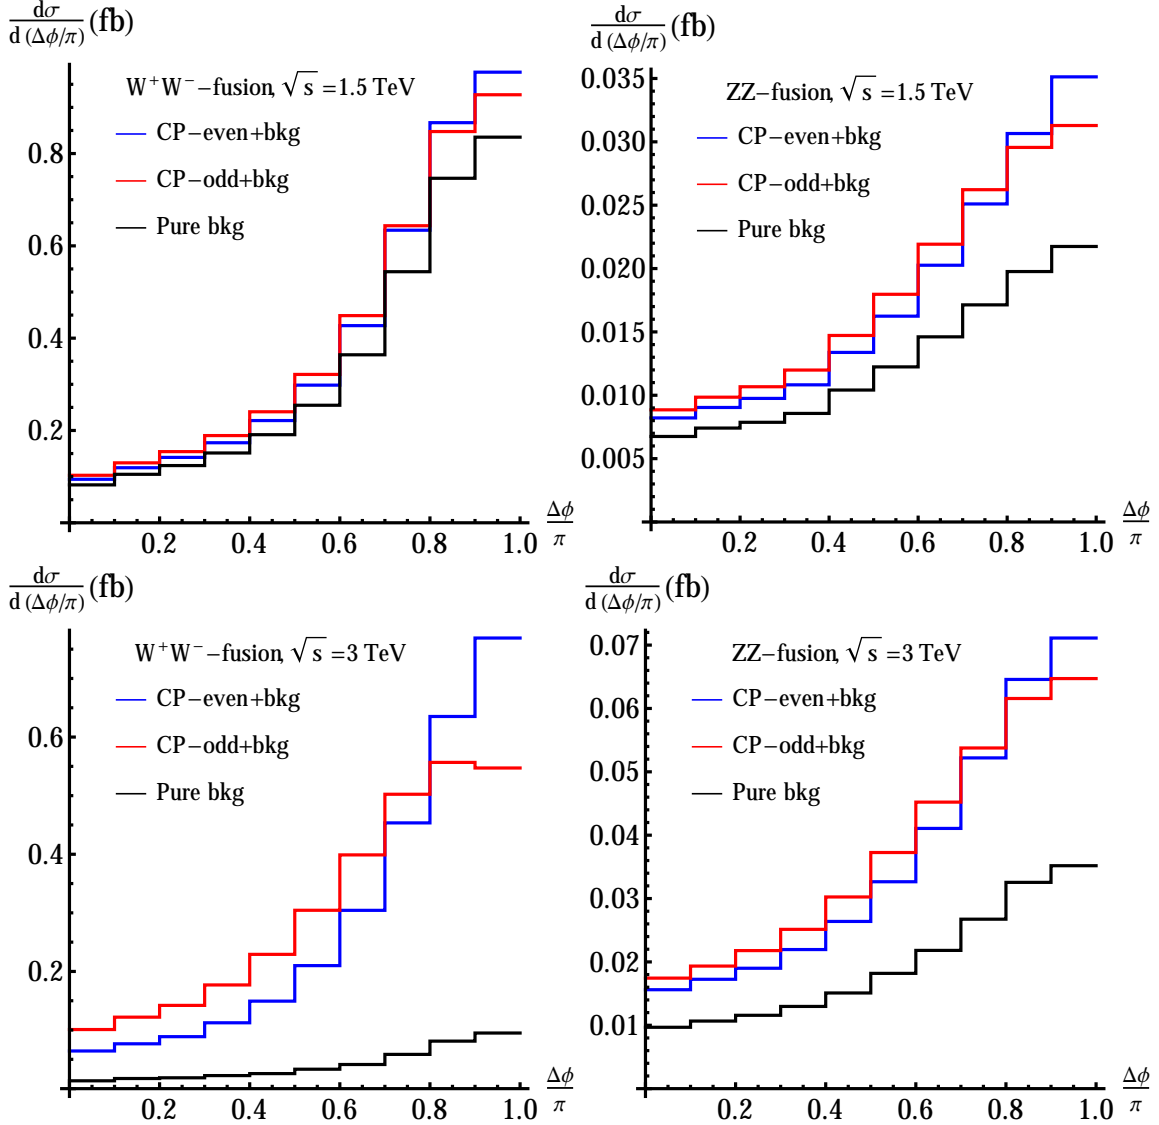 dσ/d (Δϕ/π) (fb)
W⁺W⁻−fusion, √s =1.5 TeV
CP−even+bkg
CP−odd+bkg
Pure bkg
0.8
0.6
0.4
0.2
0.2 0.4 0.6 0.8 1.0
Δϕ/π
dσ/d (Δϕ/π) (fb)
ZZ−fusion, √s =1.5 TeV
CP−even+bkg
CP−odd+bkg
Pure bkg
0.035
0.030
0.025
0.020
0.015
0.010
0.005
0.2 0.4 0.6 0.8 1.0
Δϕ/π
dσ/d (Δϕ/π) (fb)
W⁺W⁻−fusion, √s =3 TeV
CP−even+bkg
CP−odd+bkg
Pure bkg
0.6
0.4
0.2
0.2 0.4 0.6 0.8 1.0
Δϕ/π
dσ/d (Δϕ/π) (fb)
ZZ−fusion, √s =3 TeV
CP−even+bkg
CP−odd+bkg
Pure bkg
0.07
0.06
0.05
0.04
0.03
0.02
0.01
0.2 0.4 0.6 0.8 1.0
Δϕ/π